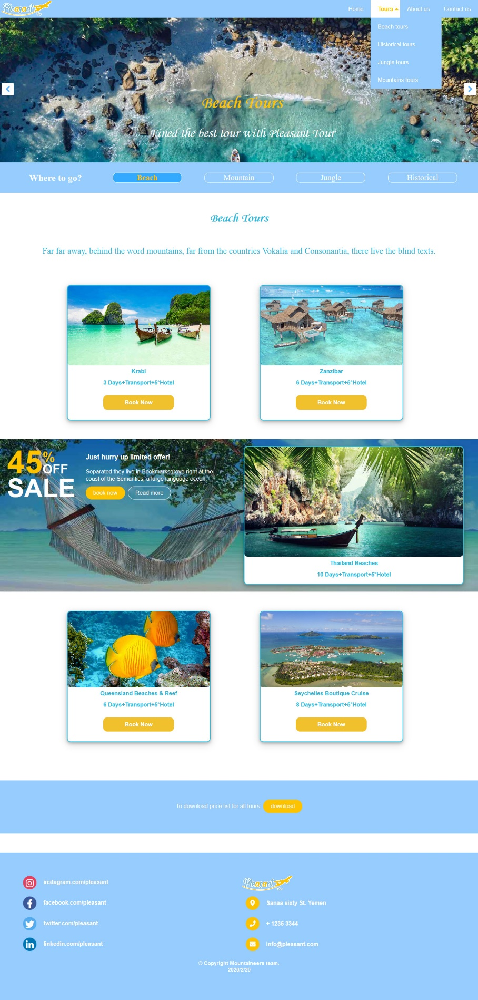 Pleasant
Home
Tours
About us
Contact us
Beach tours
Historical tours
Jungle tours
Mountains tours
Beach Tours
Fined the best tour with Pleasant Tour
Where to go?
Beach
Mountain
Jungle
Historical
Beach Tours
Far far away, behind the word mountains, far from the countries Vokalia and Consonantia, there live the blind texts.
Krabi
3 Days+Transport+5*Hotel
Book Now
Zanzibar
6 Days+Transport+5*Hotel
Book Now
45%
OFF
SALE
Just hurry up limited offer!
Separated they live in Bookmarksgrove right at the
coast of the Semantics, a large language ocean
book now
Read more
Thailand Beaches
10 Days+Transport+5*Hotel
Queensland Beaches & Reef
6 Days+Transport+5*Hotel
Book Now
Seychelles Boutique Cruise
8 Days+Transport+5*Hotel
Book Now
To download price list for all tours
download
instagram.com/pleasant
facebook.com/pleasant
twitter.com/pleasant
linkedin.com/pleasant
Pleasant
Sanaa sixty St. Yemen
+ 1235 3344
info@pleasant.com
© Copyright Mountaineers team.
2020/2/20